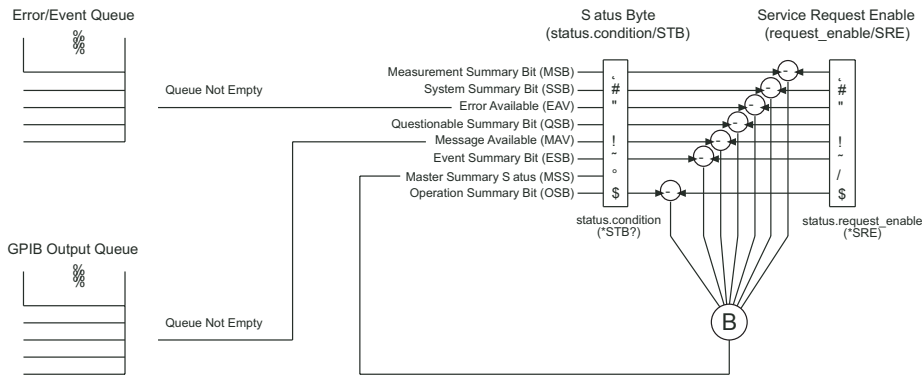 Error/Event Queue
%
%
%
Queue Not Empty
GPIB Output Queue
%
%
%
Queue Not Empty
S atus Byte
(status.condition/STB)
Service Request Enable
(request_enable/SRE)
Measurement Summary Bit (MSB)
System Summary Bit (SSB)
Error Available (EAV)
Questionable Summary Bit (QSB)
Message Available (MAV)
Event Summary Bit (ESB)
Master Summary S atus (MSS)
Operation Summary Bit (OSB)
#
"
!
~
°
$
#
"
!
~
/
$
status.condition
(*STB?)
status.request_enable
(*SRE)
B